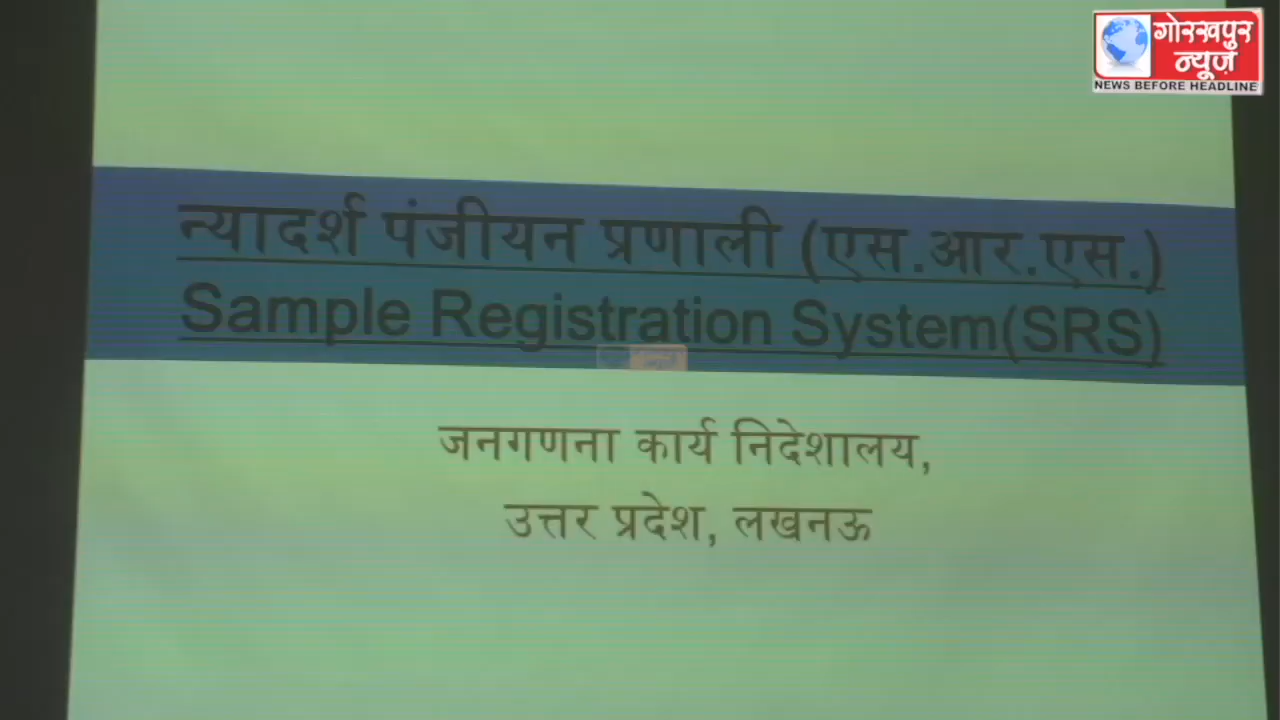 गोरखपुर
न्यूज़
NEWS BEFORE HEADLINE
न्यादर्श पंजीयन प्रणाली (एस.आर.एस.)
Sample Registration System(SRS)
जनगणना कार्य निदेशालय,
उत्तर प्रदेश, लखनऊ